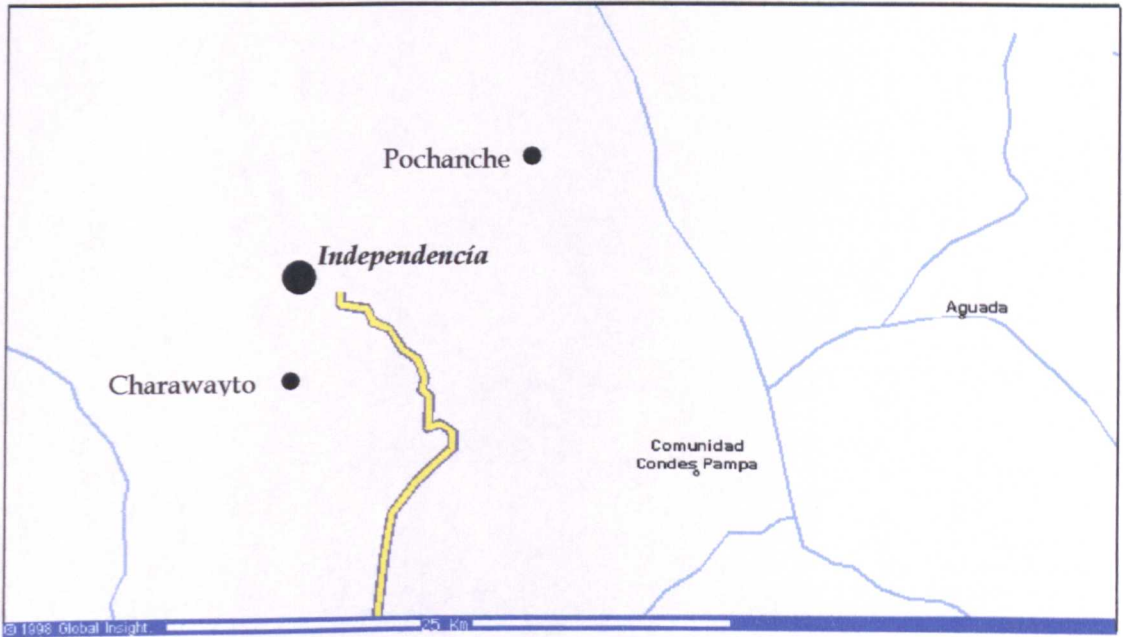 Pochanche
Independencía
Aguada
Charawayto
Comunidad
Condes Pampa
© 1998 Global Insight. 25 Km